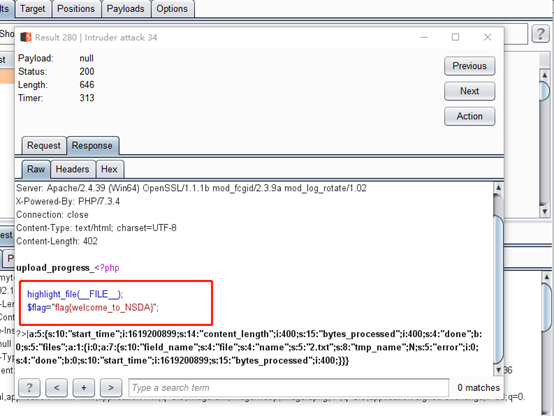 lts Target Positions Payloads Options
Sho
?
Result 280 | Intruder attack 34
Payload: null
Status: 200
Length: 646
Timer: 313
Previous
Next
Action
Request Response
Raw Headers Hex
Server: Apache/2.4.39 (Win64) OpenSSL/1.1.1b mod_fcgid/2.3.9a mod_log_rotate/1.02
X-Powered-By: PHP/7.3.4
Connection: close
Content-Type: text/html; charset=UTF-8
Content-Length: 402
upload_progress_<?php
highlight_file(__FILE__);
$flag="flag{welcome_to_NSDA}";
?>|a:5:{s:10:"start_time";i:1619200899;s:14:"content_length";i:400;s:15:"bytes_processed";i:400;s:4:"done";b:
0;s:5:"files";a:1:{i:0;a:7:{s:10:"field_name";s:4:"file";s:4:"name";s:5:"2.txt";s:8:"tmp_name";N;s:5:"error";i:0;
s:4:"done";b:0;s:10:"start_time";i:1619200899;s:15:"bytes_processed";i:400;}}}
? < + > Type a search term 0 matches